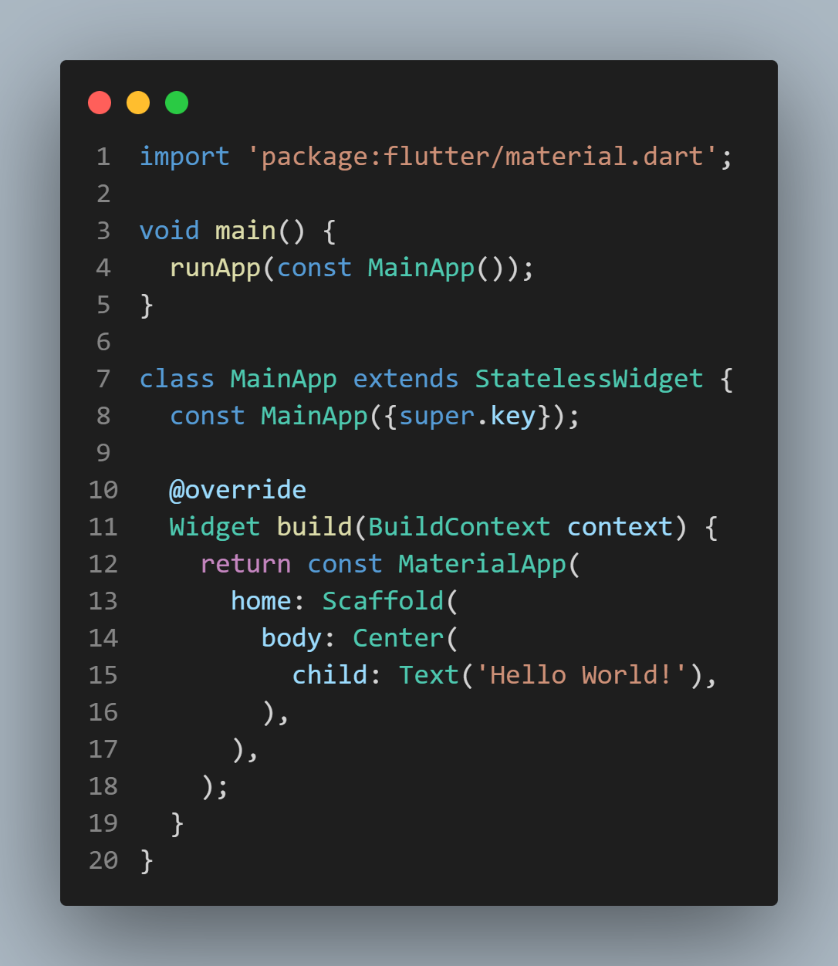 1 import 'package:flutter/material.dart';
2
3 void main() {
4   runApp(const MainApp());
5 }
6
7 class MainApp extends StatelessWidget {
8   const MainApp({super.key});
9
10   @override
11   Widget build(BuildContext context) {
12     return const MaterialApp(
13       home: Scaffold(
14         body: Center(
15           child: Text('Hello World!'),
16         ),
17       ),
18     );
19   }
20 }